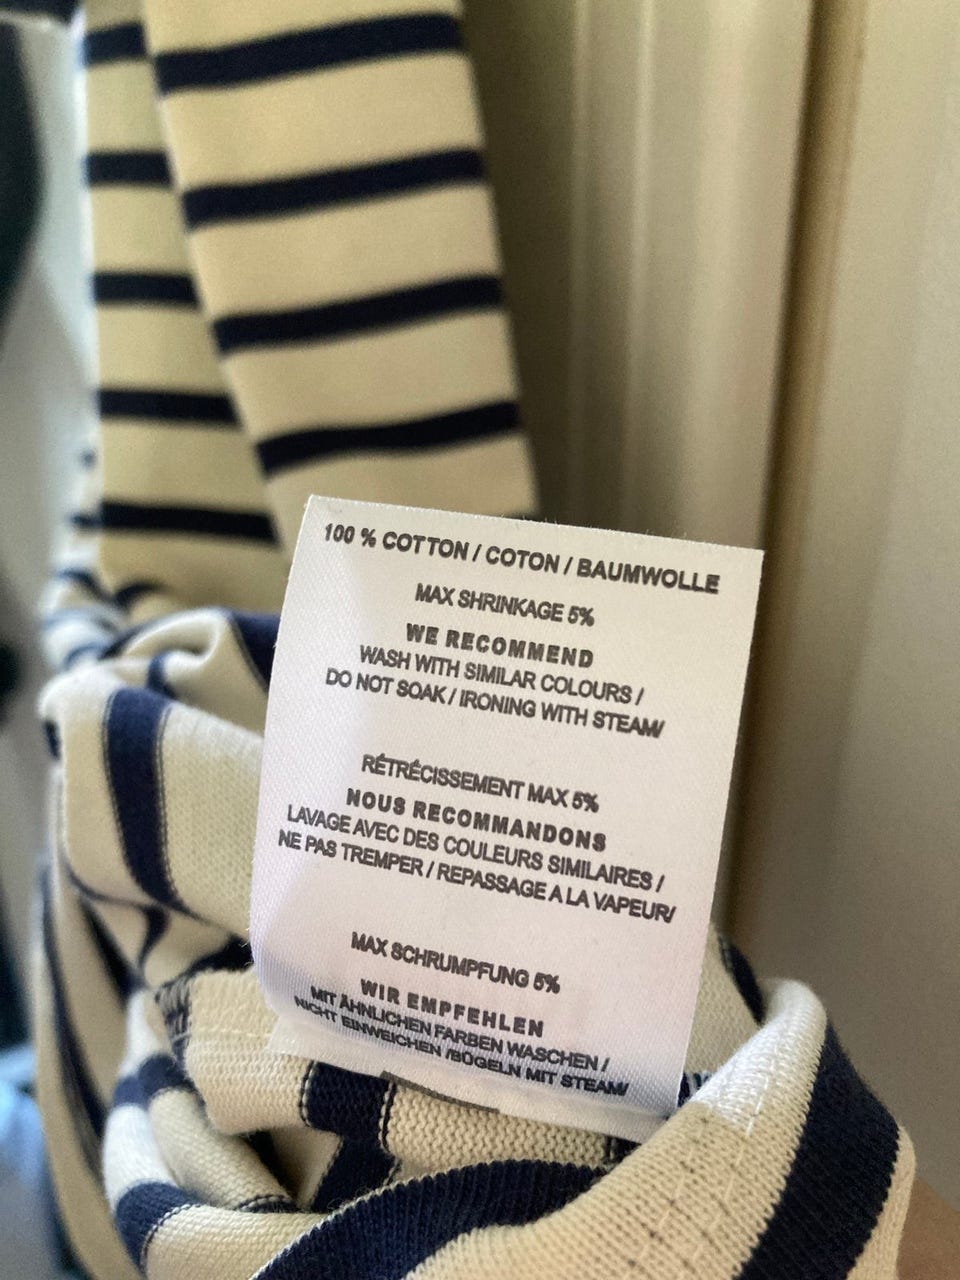 100 % COTTON / COTON / BAUMWOLLE
MAX SHRINKAGE 5%
WE RECOMMEND
WASH WITH SIMILAR COLOURS /
DO NOT SOAK / IRONING WITH STEAM/
RÉTRÉCISSEMENT MAX 5%
NOUS RECOMMANDONS
LAVAGE AVEC DES COULEURS SIMILAIRES /
NE PAS TREMPER / REPASSAGE A LA VAPEUR/
MAX SCHRUMPFUNG 5%
WIR EMPFEHLEN
MIT ÄHNLICHEN FARBEN WASCHEN /
NICHT EINWEICHEN /BÜGELN MIT STEAM/